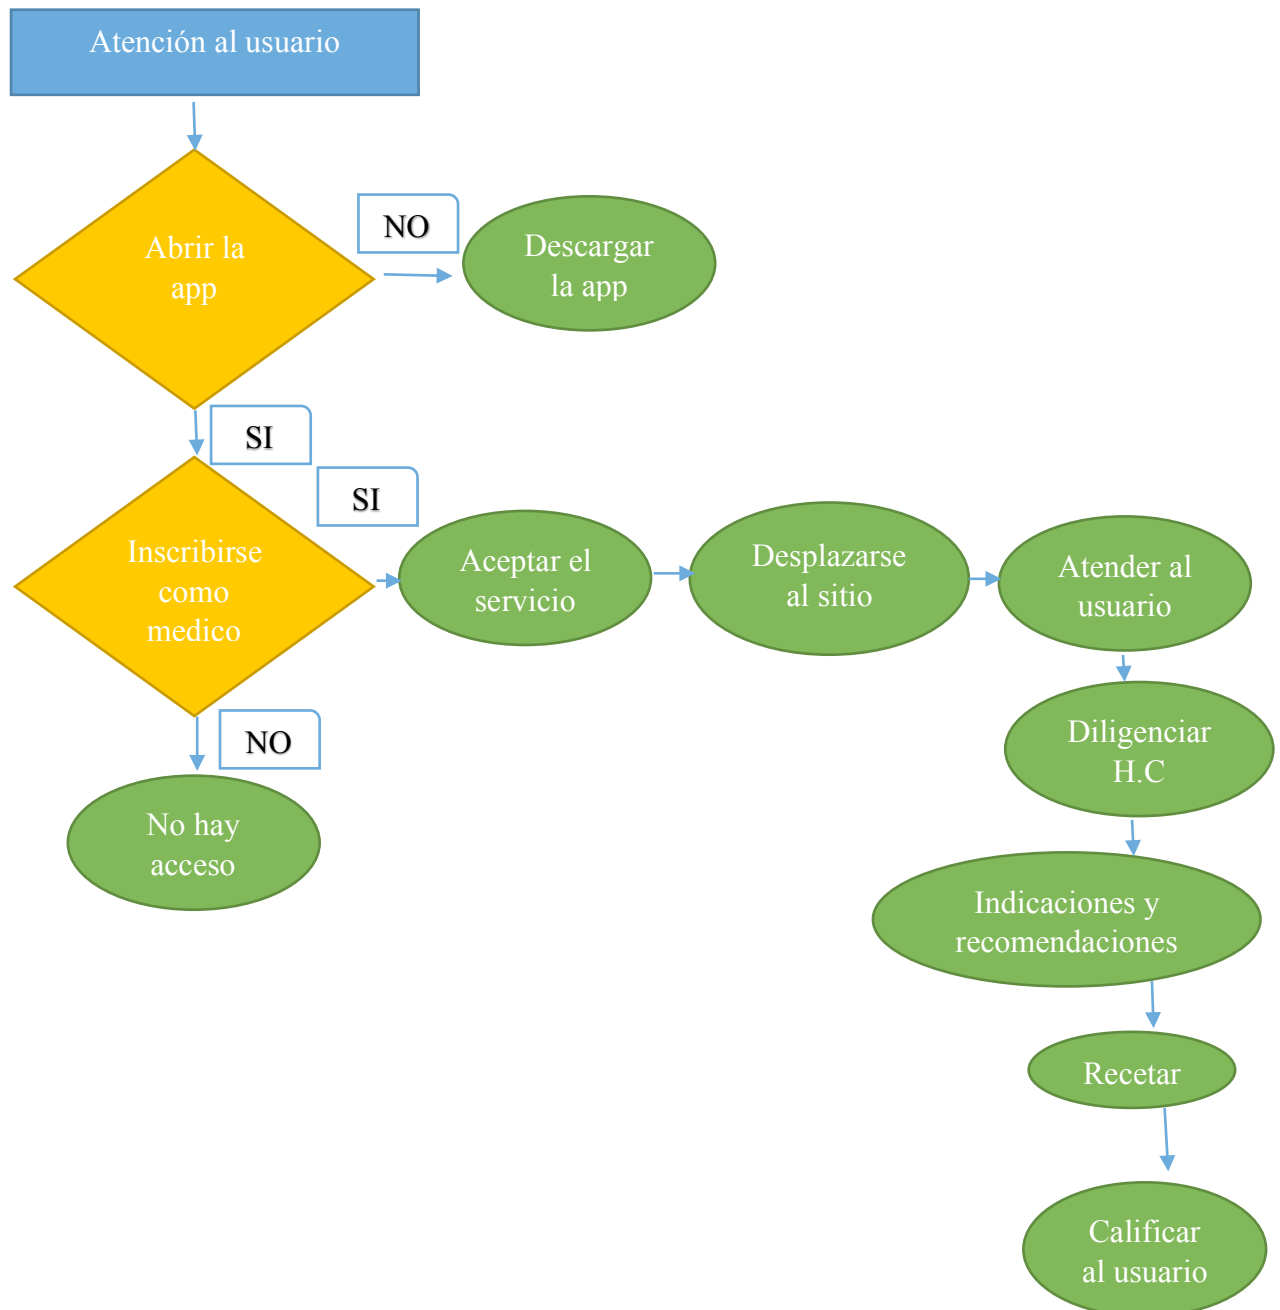 Atención al usuario
Abrir la
app
NO
Descargar
la app
SI
SI
Inscribirse
como
medico
Aceptar el
servicio
Desplazarse
al sitio
Atender al
usuario
NO
No hay
acceso
Diligenciar
H.C
Indicaciones y
recomendaciones
Recetar
Calificar
al usuario